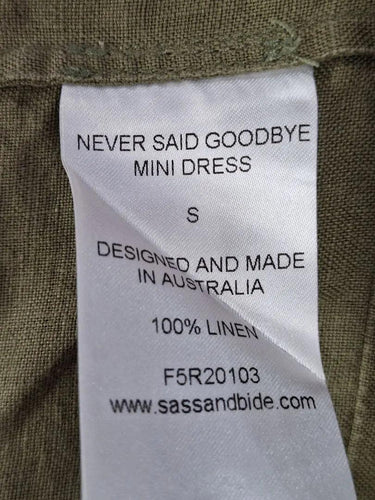 NEVER SAID GOODBYE
MINI DRESS
S
DESIGNED AND MADE
IN AUSTRALIA
100% LINEN
F5R20103
www.sassandbide.com